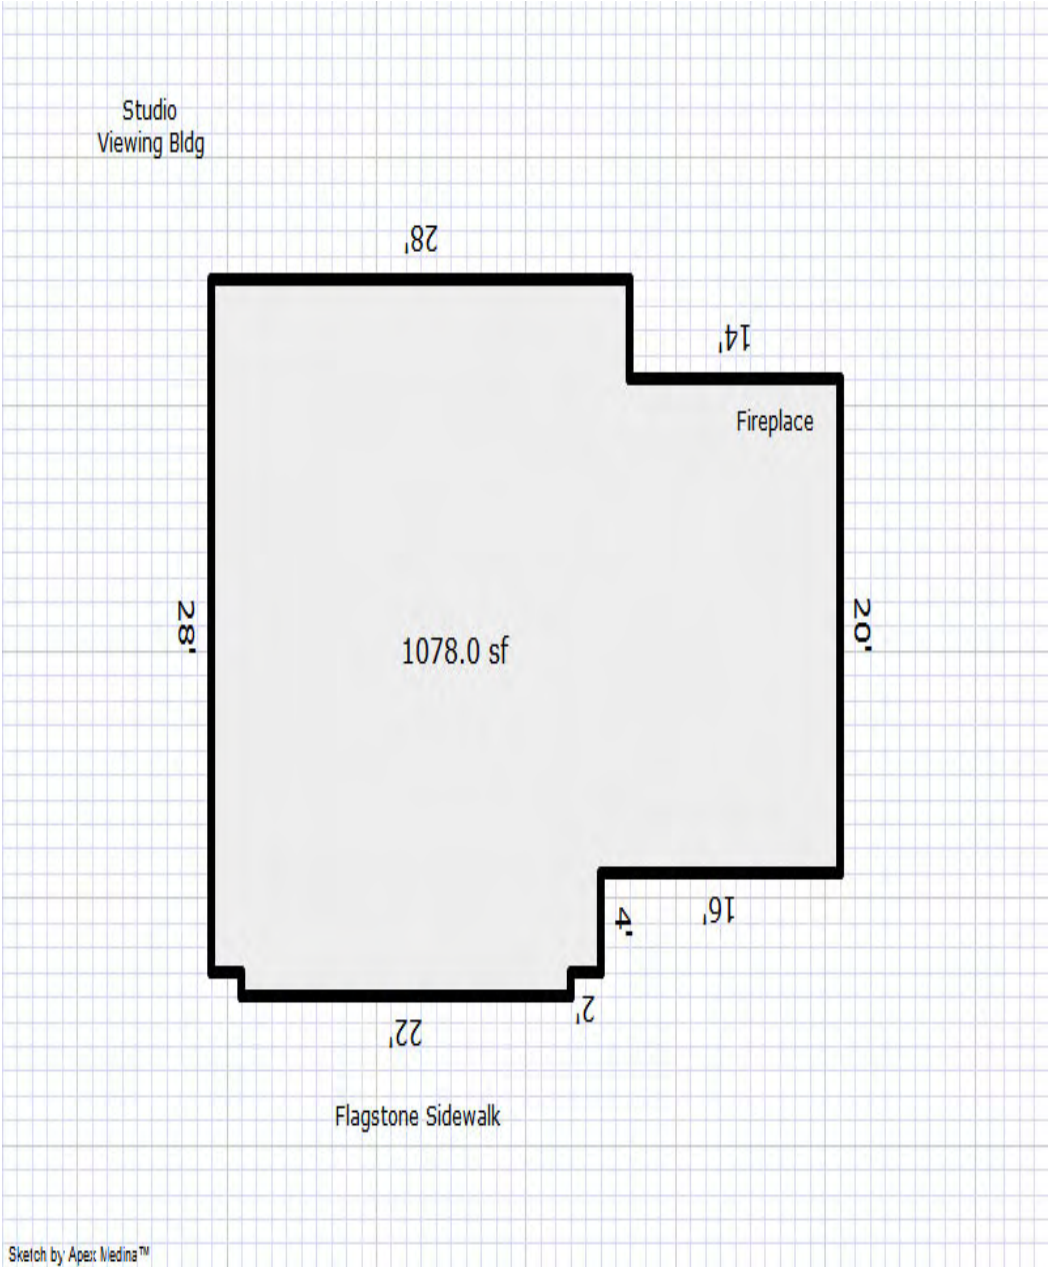 Studio
Viewing Bldg
28'
14'
Fireplace
28'
20'
1078.0 sf
4'
16'
2'
22'
Flagstone Sidewalk
Sketch by Apex Medina™